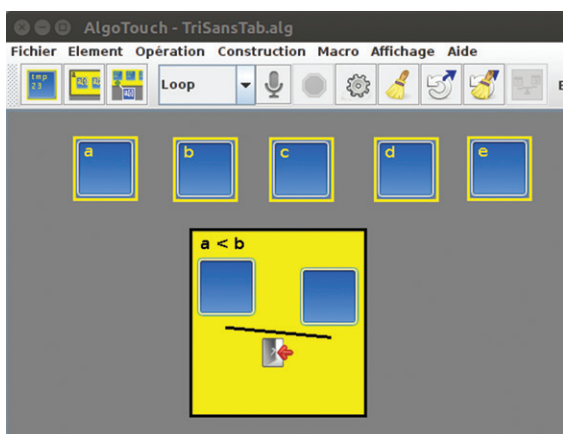 AlgoTouch - TriSansTab.alg
Fichier Element Opération Construction Macro Affichage Aide
tmp
23
Loop
E
a b c d e
a < b